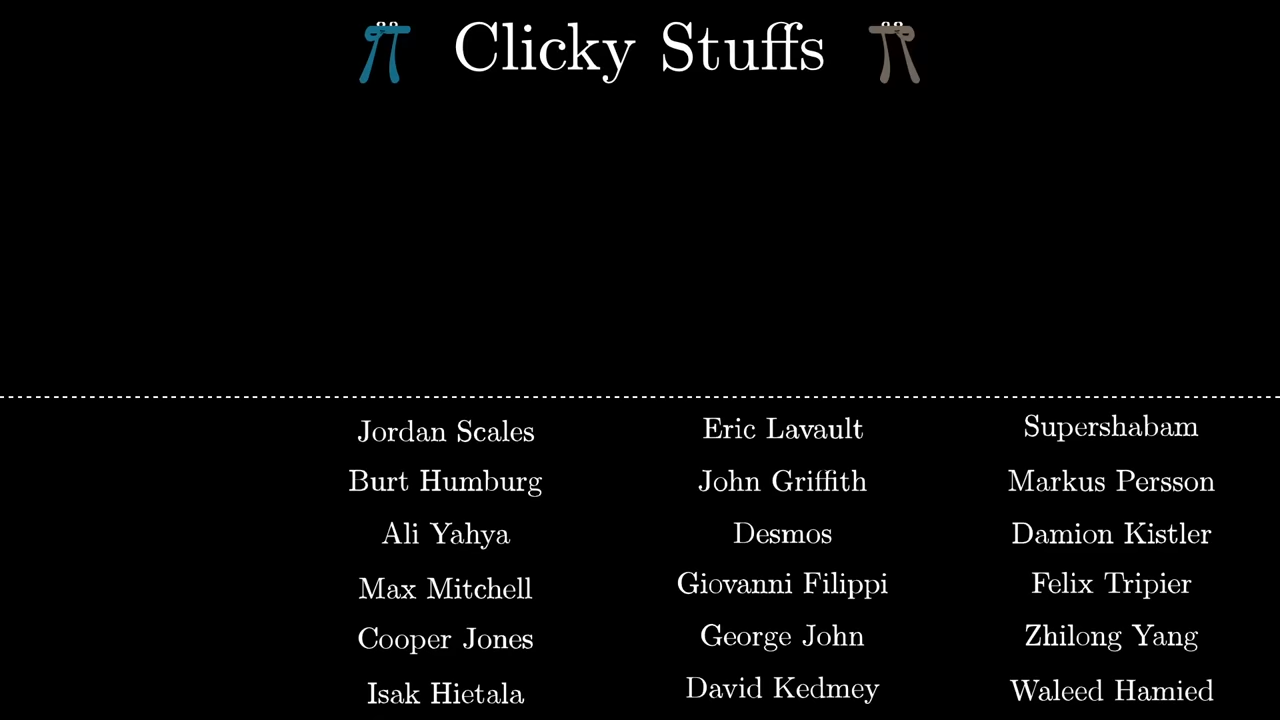 Clicky Stuffs
Jordan Scales
Eric Lavault
Supershabam
Burt Humburg
John Griffith
Markus Persson
Ali Yahya
Desmos
Damion Kistler
Max Mitchell
Giovanni Filippi
Felix Tripier
Cooper Jones
George John
Zhilong Yang
Isak Hietala
David Kedmey
Waleed Hamied